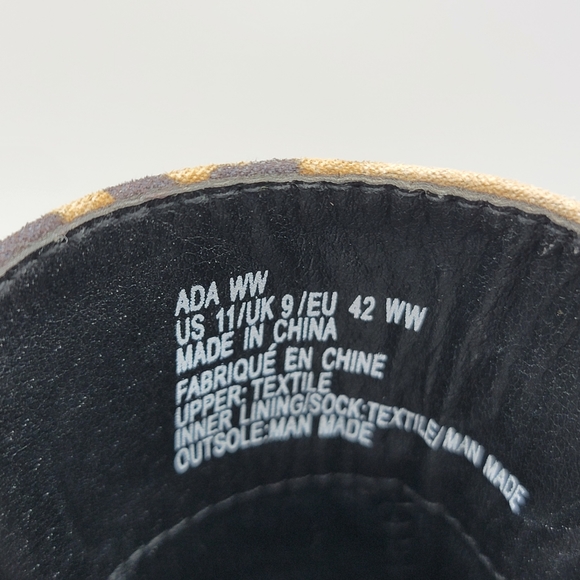 ADA WW
US 11/UK 9/EU 42 WW
MADE IN CHINA
FABRIQUÉ EN CHINE
UPPER: TEXTILE
INNER LINING/SOCK:TEXTILE/MAN MADE
OUTSOLE:MAN MADE